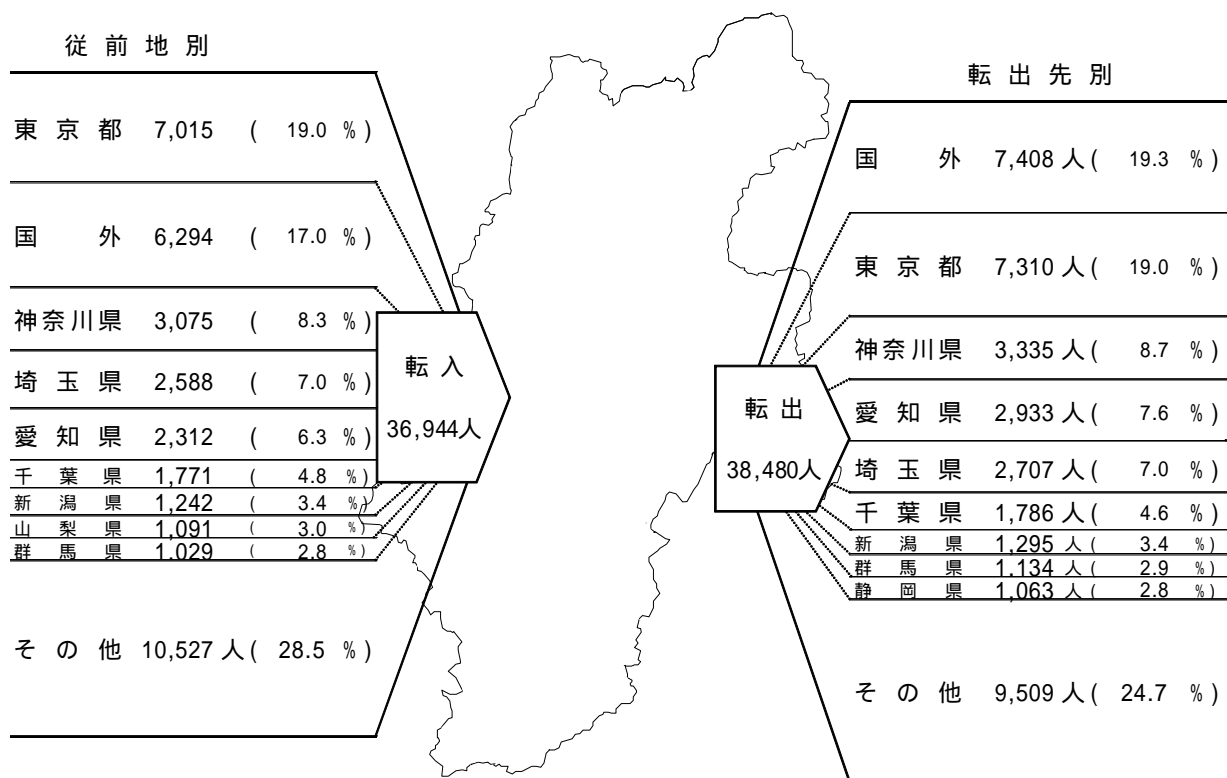 従前地別
東京都 7,015 ( 19.0 %)
国外 6,294 ( 17.0 %)
神奈川県 3,075 ( 8.3 %)
埼玉県 2,588 ( 7.0 %)
愛知県 2,312 ( 6.3 %)
千葉県 1,771 ( 4.8 %)
新潟県 1,242 ( 3.4 %)
山梨県 1,091 ( 3.0 %)
群馬県 1,029 ( 2.8 %)
その他 10,527 人( 28.5 %)
転入
36,944人
転出先別
国外 7,408 人( 19.3 %)
東京都 7,310 人( 19.0 %)
神奈川県 3,335 人( 8.7 %)
愛知県 2,933 人( 7.6 %)
埼玉県 2,707 人( 7.0 %)
千葉県 1,786 人( 4.6 %)
新潟県 1,295 人( 3.4 %)
群馬県 1,134 人( 2.9 %)
静岡県 1,063 人( 2.8 %)
その他 9,509 人( 24.7 %)
転出
38,480人